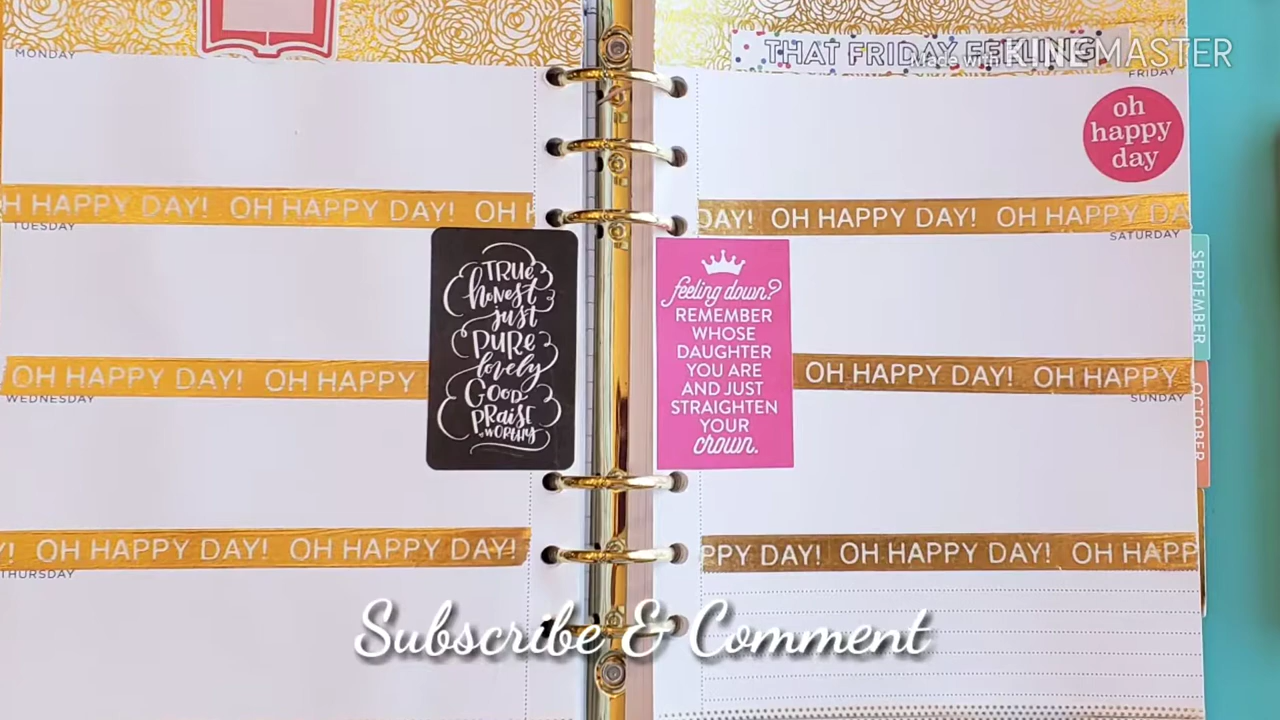 THAT FRIDAY FEELING
Made with KINEMASTER
MONDAY
FRIDAY
oh
happy
day
H HAPPY DAY! OH HAPPY DAY! OH H
DAY! OH HAPPY DAY! OH HAPPY DA
TUESDAY
SATURDAY
TRUE
honest
just
PURE
lovely
GOOD
PRAISE
WORTHY
feeling down?
REMEMBER
WHOSE
DAUGHTER
YOU ARE
AND JUST
STRAIGHTEN
YOUR
crown.
SEPTEMBER
OH HAPPY DAY! OH HAPPY
OH HAPPY DAY! OH HAPPY
WEDNESDAY
SUNDAY
OCTOBER
Y! OH HAPPY DAY! OH HAPPY DAY!
PPY DAY! OH HAPPY DAY! OH HAPP
THURSDAY
Subscribe & Comment